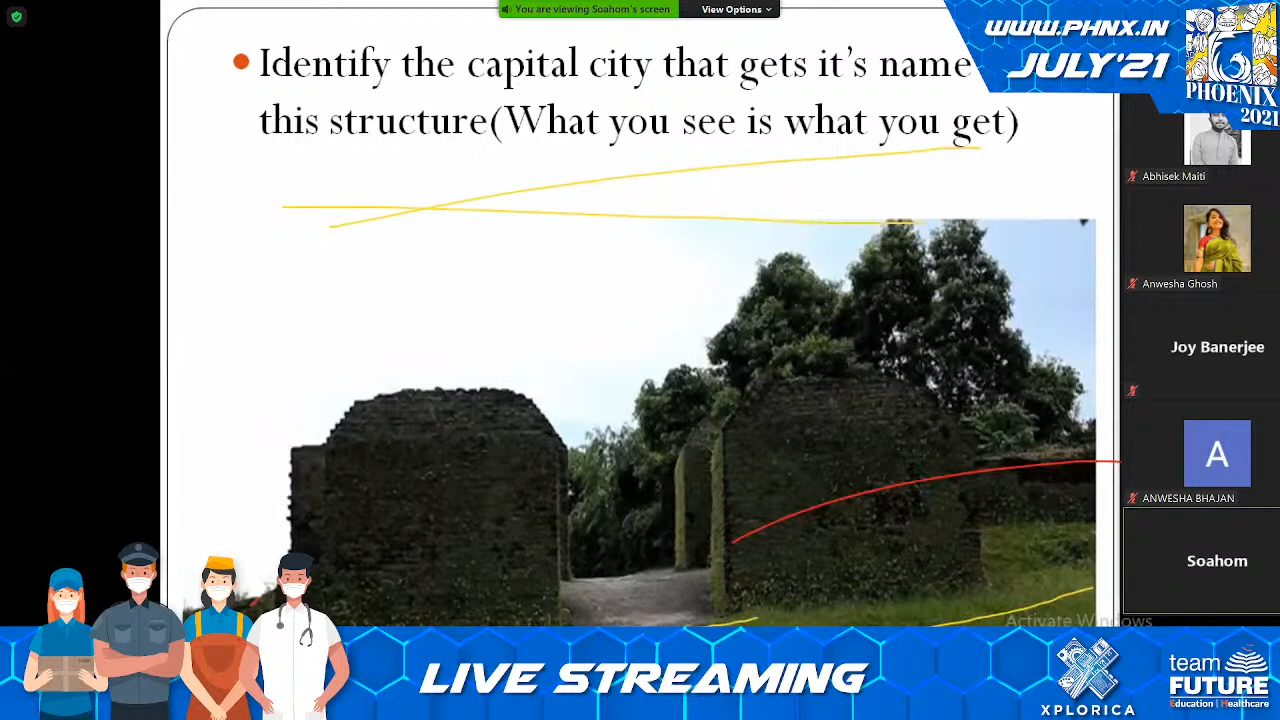 You are viewing Soahom's screen
View Options
Identify the capital city that gets it's name
this structure(What you see is what you get)
WWW.PHNX.IN
JULY'21
PHOENIX
2021
Abhisek Maiti
Anwesha Ghosh
Joy Banerjee
A
ANWESHA BHAJAN
Soahom
Activate Windows
LIVE STREAMING
XPLORICA
team
FUTURE
Education | Healthcare